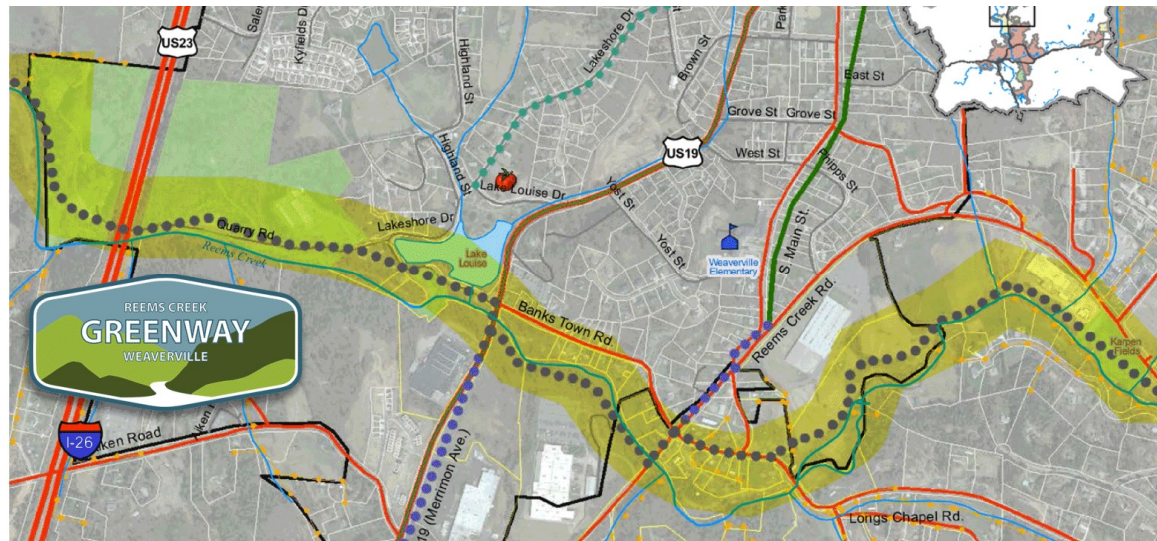 US23
Kyfields Dr
Highland St
Lakeshore Dr
Brown St
East St
Grove St
Grove St
US19
West St
Phipps St
Highland St
Lake Louise Dr
Yost St
Lakeshore Dr
Quarry Rd
Reems Creek
Lake
Louise
Yost St
Weaverville
Elementary
S. Main St.
Reems Creek Rd.
Banks Town Rd.
Karpen
Fields
REEMS CREEK
GREENWAY
WEAVERVILLE
I-26
iken Road
19 (Merrimon Ave.)
Longs Chapel Rd.